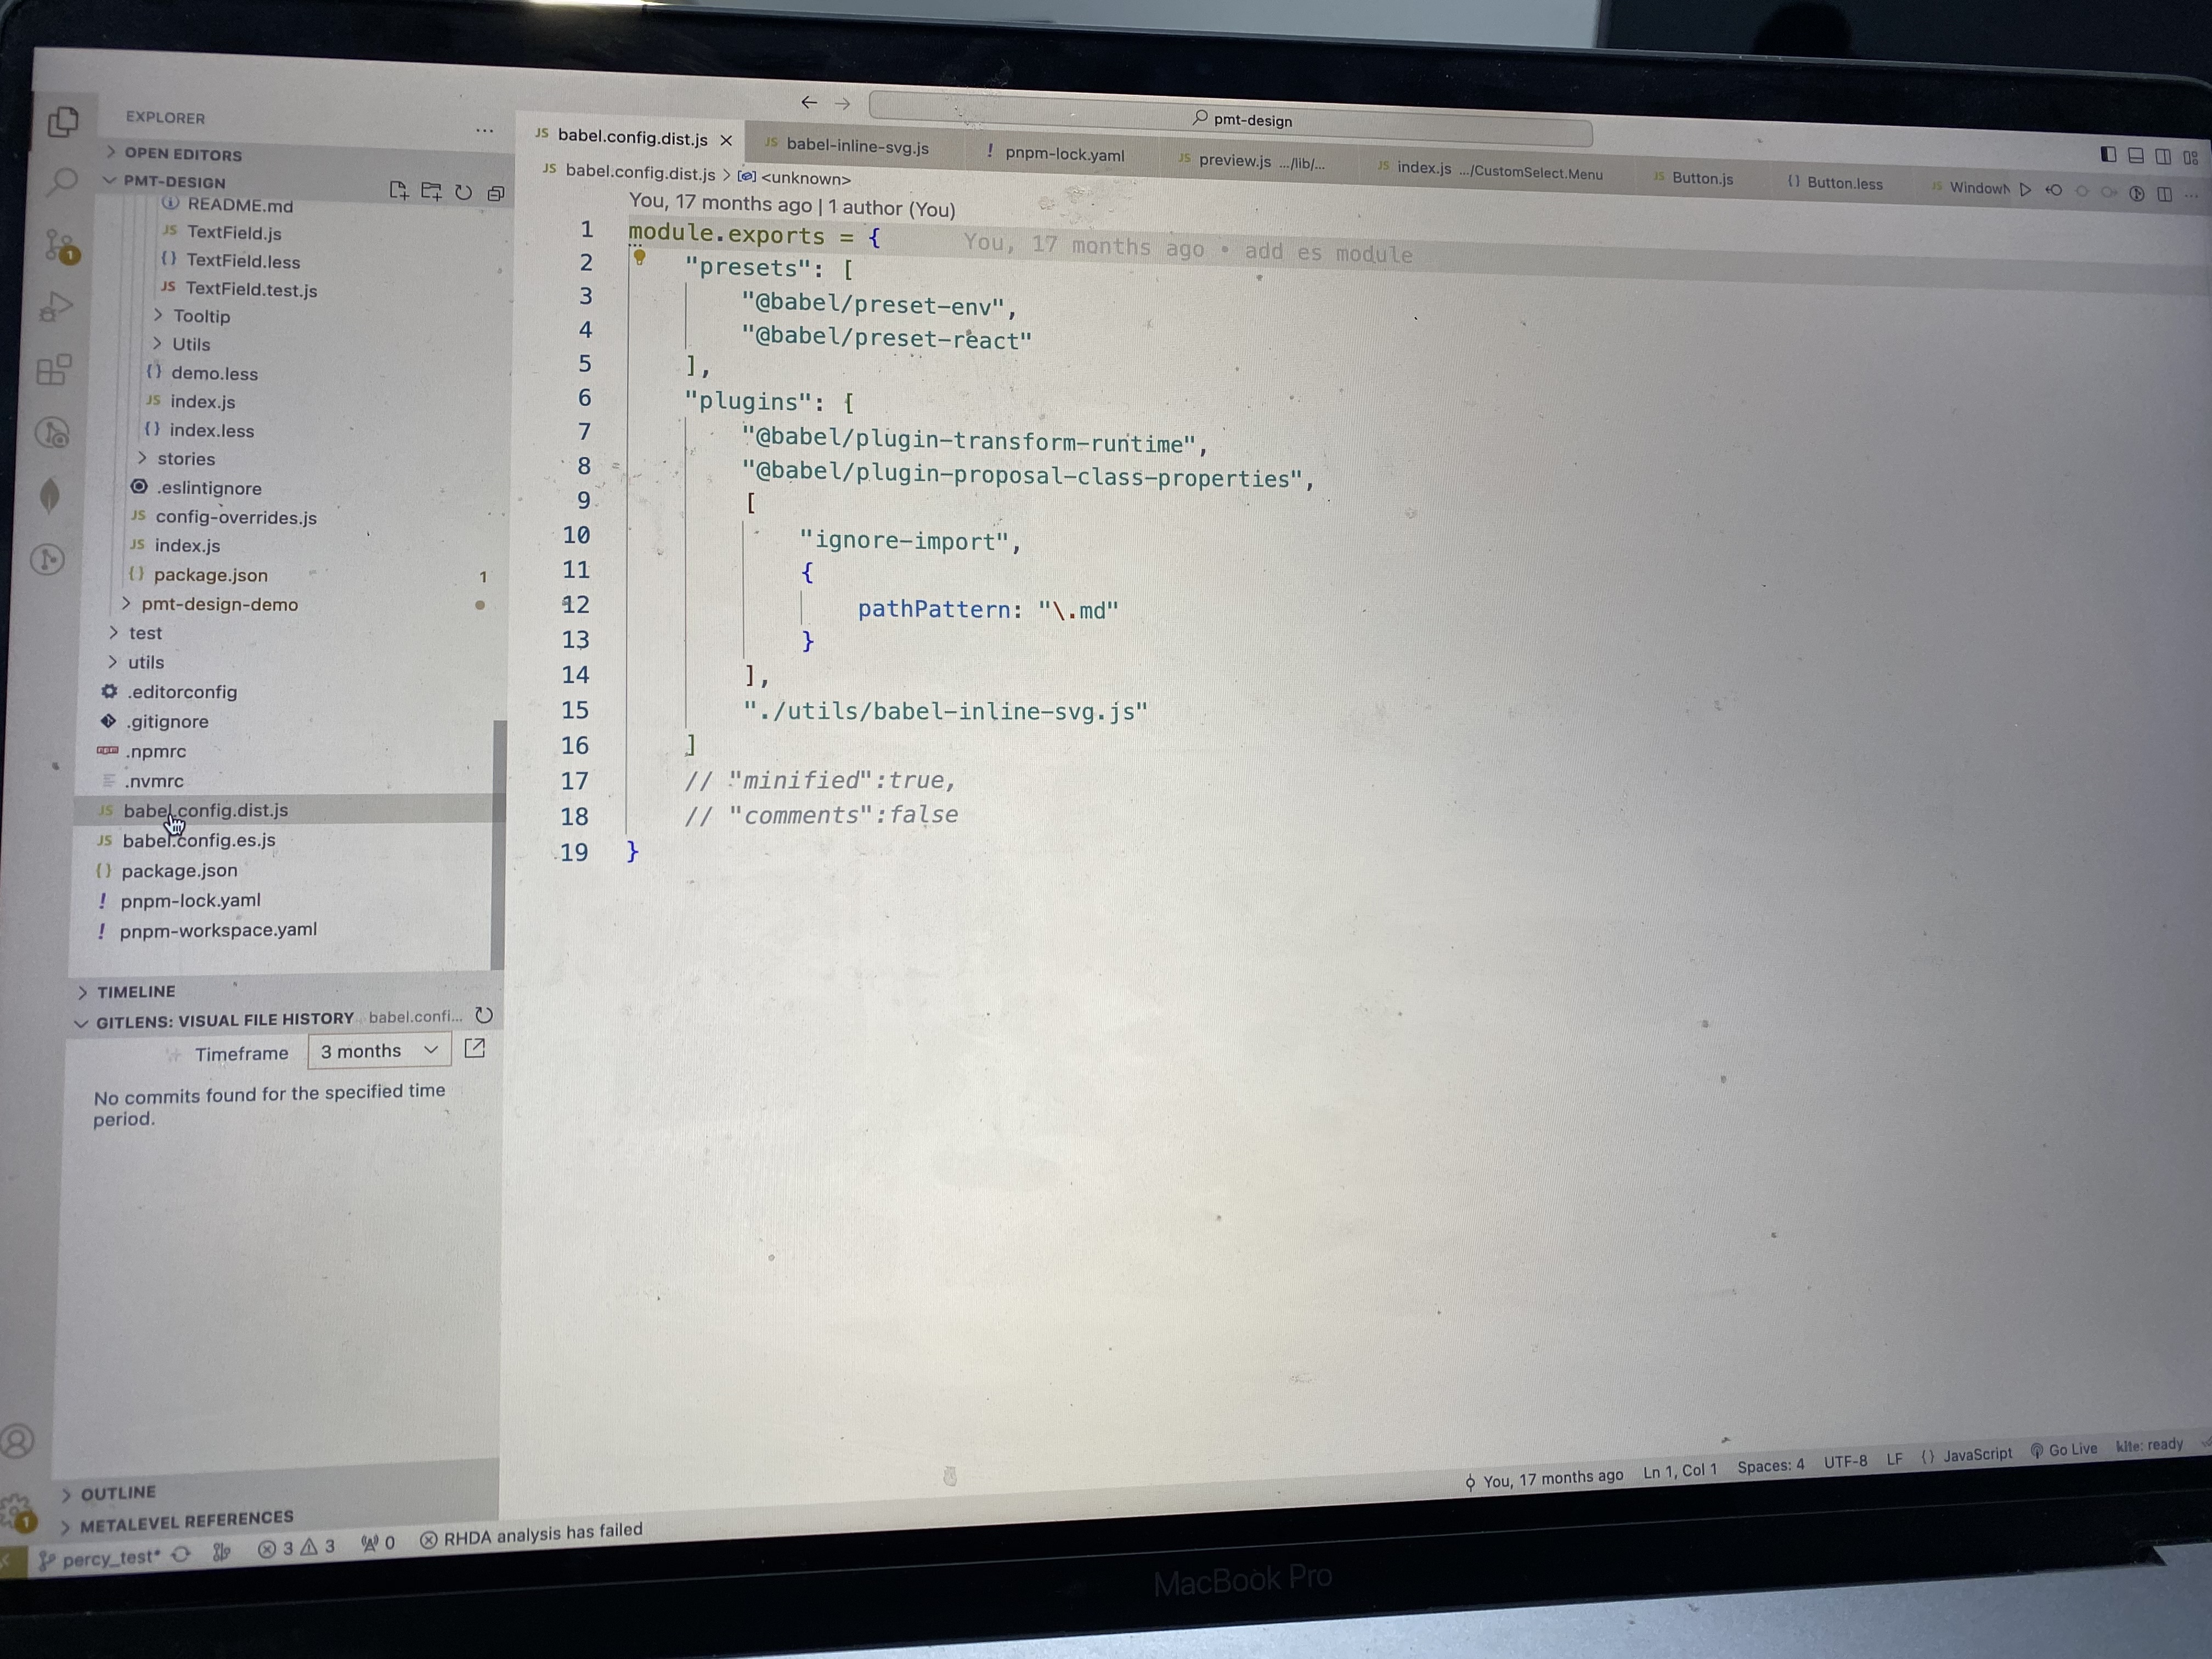 pmt-design
EXPLORER
OPEN EDITORS
PMT-DESIGN
README.md
TextField.js
TextField.less
TextField.test.js
Tooltip
Utils
demo.less
index.js
index.less
stories
.eslintignore
config-overrides.js
index.js
package.json 1
pmt-design-demo
test
utils
.editorconfig
.gitignore
.npmrc
.nvmrc
babel.config.dist.js
babel.config.es.js
package.json
pnpm-lock.yaml
pnpm-workspace.yaml
TIMELINE
GITLENS: VISUAL FILE HISTORY babel.confi...
Timeframe 3 months
No commits found for the specified time
period.
OUTLINE
METALEVEL REFERENCES
JS babel.config.dist.js JS babel-inline-svg.js ! pnpm-lock.yaml JS preview.js .../lib/... JS index.js .../CustomSelect.Menu JS Button.js {} Button.less JS Window
JS babel.config.dist.js > <unknown>
You, 17 months ago | 1 author (You)
1 module.exports = { You, 17 months ago • add es module
2 "presets": [
3 "@babel/preset-env",
4 "@babel/preset-react"
5 ],
6 "plugins": [
7 "@babel/plugin-transform-runtime",
8 "@babel/plugin-proposal-class-properties",
9 [
10 "ignore-import",
11 {
12 pathPattern: "\.md"
13 }
14 ],
15 "./utils/babel-inline-svg.js"
16 ]
17 // "minified":true,
18 // "comments":false
19 }
percy_test* 3 3 0 RHDA analysis has failed
You, 17 months ago Ln 1, Col 1 Spaces: 4 UTF-8 LF {} JavaScript Go Live kite: ready
MacBook Pro